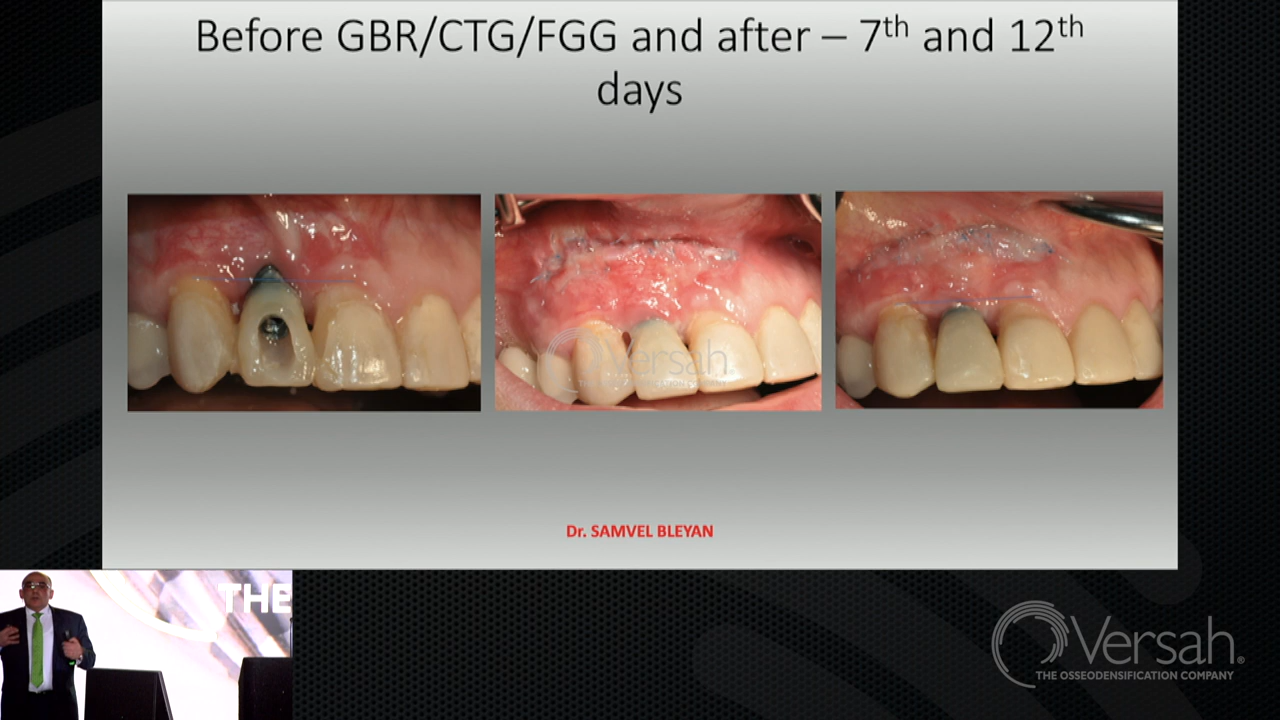 Before GBR/CTG/FGG and after – 7th and 12th
days
Versah
Dr. SAMVEL BLEYAN
THE
Versah®
THE OSSEODENSIFICATION COMPANY